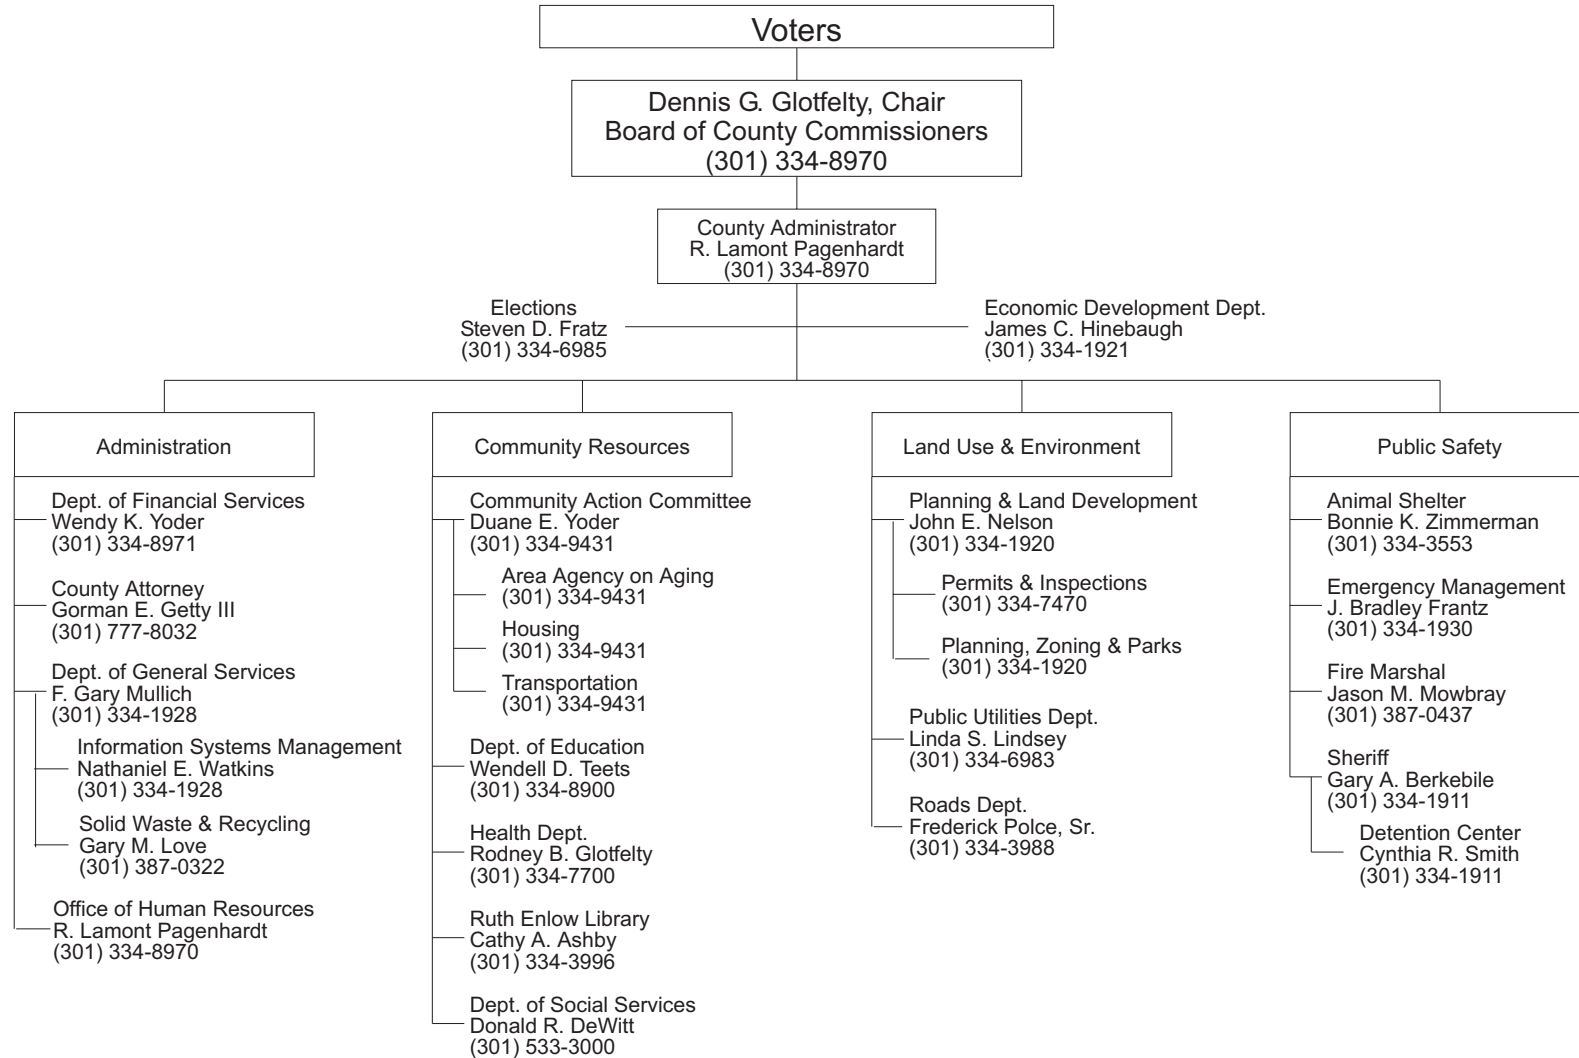 Voters
Dennis G. Glotfelty, Chair
Board of County Commissioners
(301) 334-8970
County Administrator
R. Lamont Pagenhardt
(301) 334-8970
Elections
Steven D. Fratz
(301) 334-6985
Economic Development Dept.
James C. Hinebaugh
(301) 334-1921
Administration
Dept. of Financial Services
Wendy K. Yoder
(301) 334-8971
County Attorney
Gorman E. Getty III
(301) 777-8032
Dept. of General Services
F. Gary Mullich
(301) 334-1928
Information Systems Management
Nathaniel E. Watkins
(301) 334-1928
Solid Waste & Recycling
Gary M. Love
(301) 387-0322
Office of Human Resources
R. Lamont Pagenhardt
(301) 334-8970
Community Resources
Community Action Committee
Duane E. Yoder
(301) 334-9431
Area Agency on Aging
(301) 334-9431
Housing
(301) 334-9431
Transportation
(301) 334-9431
Dept. of Education
Wendell D. Teets
(301) 334-8900
Health Dept.
Rodney B. Glotfelty
(301) 334-7700
Ruth Enlow Library
Cathy A. Ashby
(301) 334-3996
Dept. of Social Services
Donald R. DeWitt
(301) 533-3000
Land Use & Environment
Planning & Land Development
John E. Nelson
(301) 334-1920
Permits & Inspections
(301) 334-7470
Planning, Zoning & Parks
(301) 334-1920
Public Utilities Dept.
Linda S. Lindsey
(301) 334-6983
Roads Dept.
Frederick Polce, Sr.
(301) 334-3988
Public Safety
Animal Shelter
Bonnie K. Zimmerman
(301) 334-3553
Emergency Management
J. Bradley Frantz
(301) 334-1930
Fire Marshal
Jason M. Mowbray
(301) 387-0437
Sheriff
Gary A. Berkebile
(301) 334-1911
Detention Center
Cynthia R. Smith
(301) 334-1911